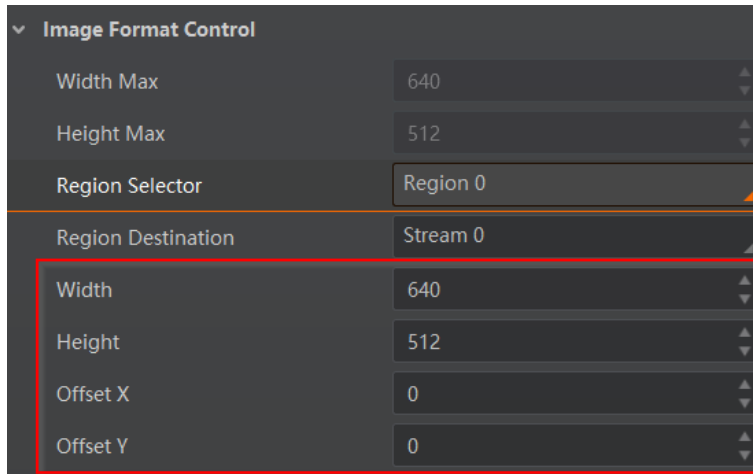 Image Format Control
Width Max 640
Height Max 512
Region Selector Region 0
Region Destination Stream 0
Width 640
Height 512
Offset X 0
Offset Y 0